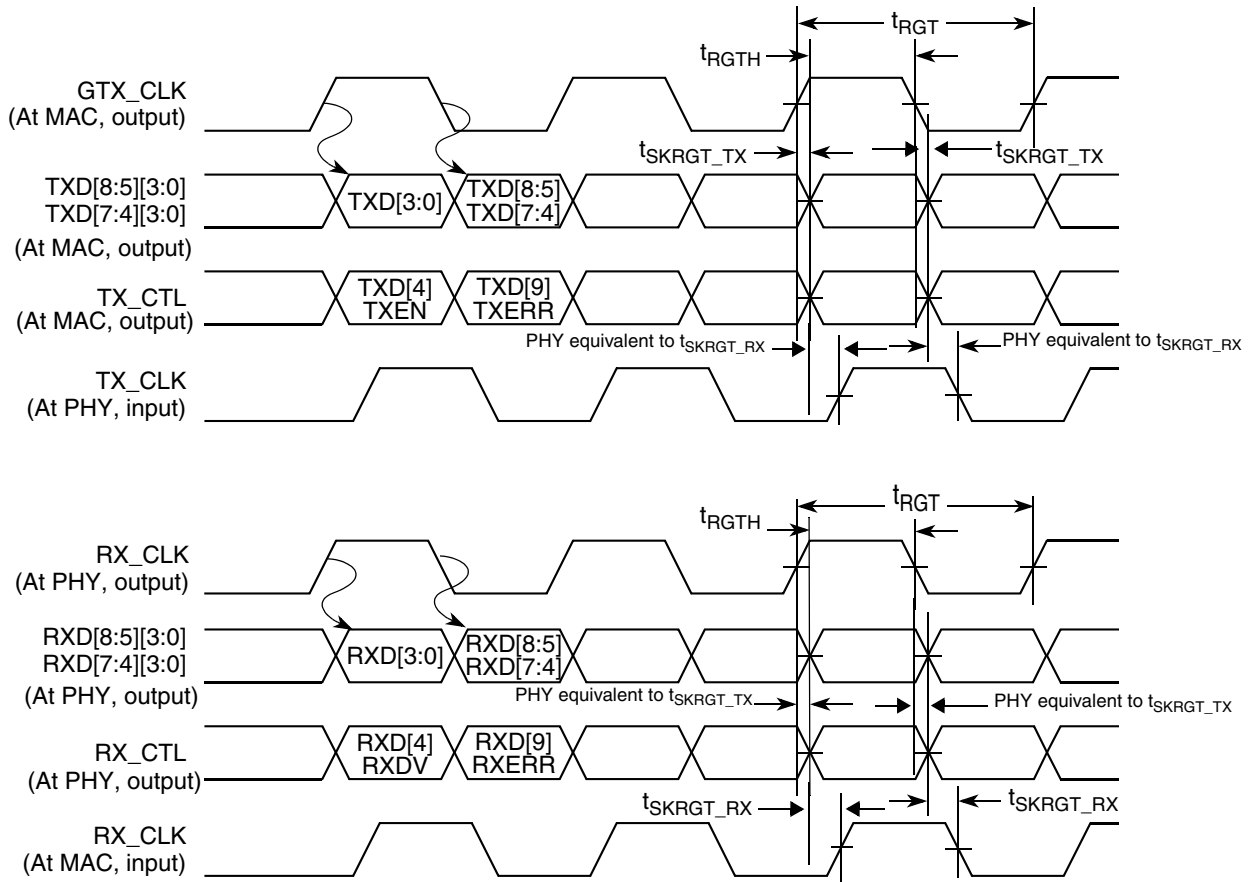 tRGT
tRGTH
GTX_CLK
(At MAC, output)
tSKRGT_TX
tSKRGT_TX
TXD[8:5][3:0]
TXD[7:4][3:0]
(At MAC, output)
TXD[3:0]
TXD[8:5]
TXD[7:4]
TX_CTL
(At MAC, output)
TXD[4]
TXEN
TXD[9]
TXERR
PHY equivalent to tSKRGT_RX
PHY equivalent to tSKRGT_RX
TX_CLK
(At PHY, input)
tRGT
tRGTH
RX_CLK
(At PHY, output)
RXD[8:5][3:0]
RXD[7:4][3:0]
(At PHY, output)
RXD[3:0]
RXD[8:5]
RXD[7:4]
PHY equivalent to tSKRGT_TX
PHY equivalent to tSKRGT_TX
RX_CTL
(At PHY, output)
RXD[4]
RXDV
RXD[9]
RXERR
tSKRGT_RX
tSKRGT_RX
RX_CLK
(At MAC, input)